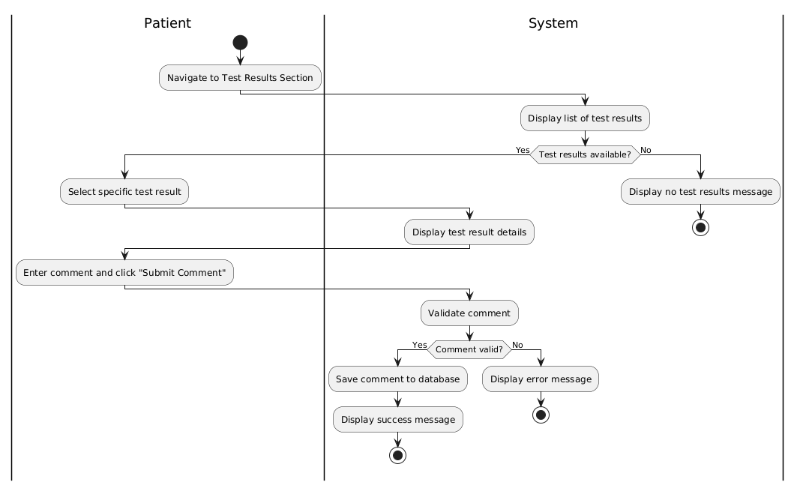 Patient
System
Navigate to Test Results Section
Display list of test results
Yes
Test results available?
No
Select specific test result
Display no test results message
Display test result details
Enter comment and click "Submit Comment"
Validate comment
Yes
Comment valid?
No
Save comment to database
Display error message
Display success message